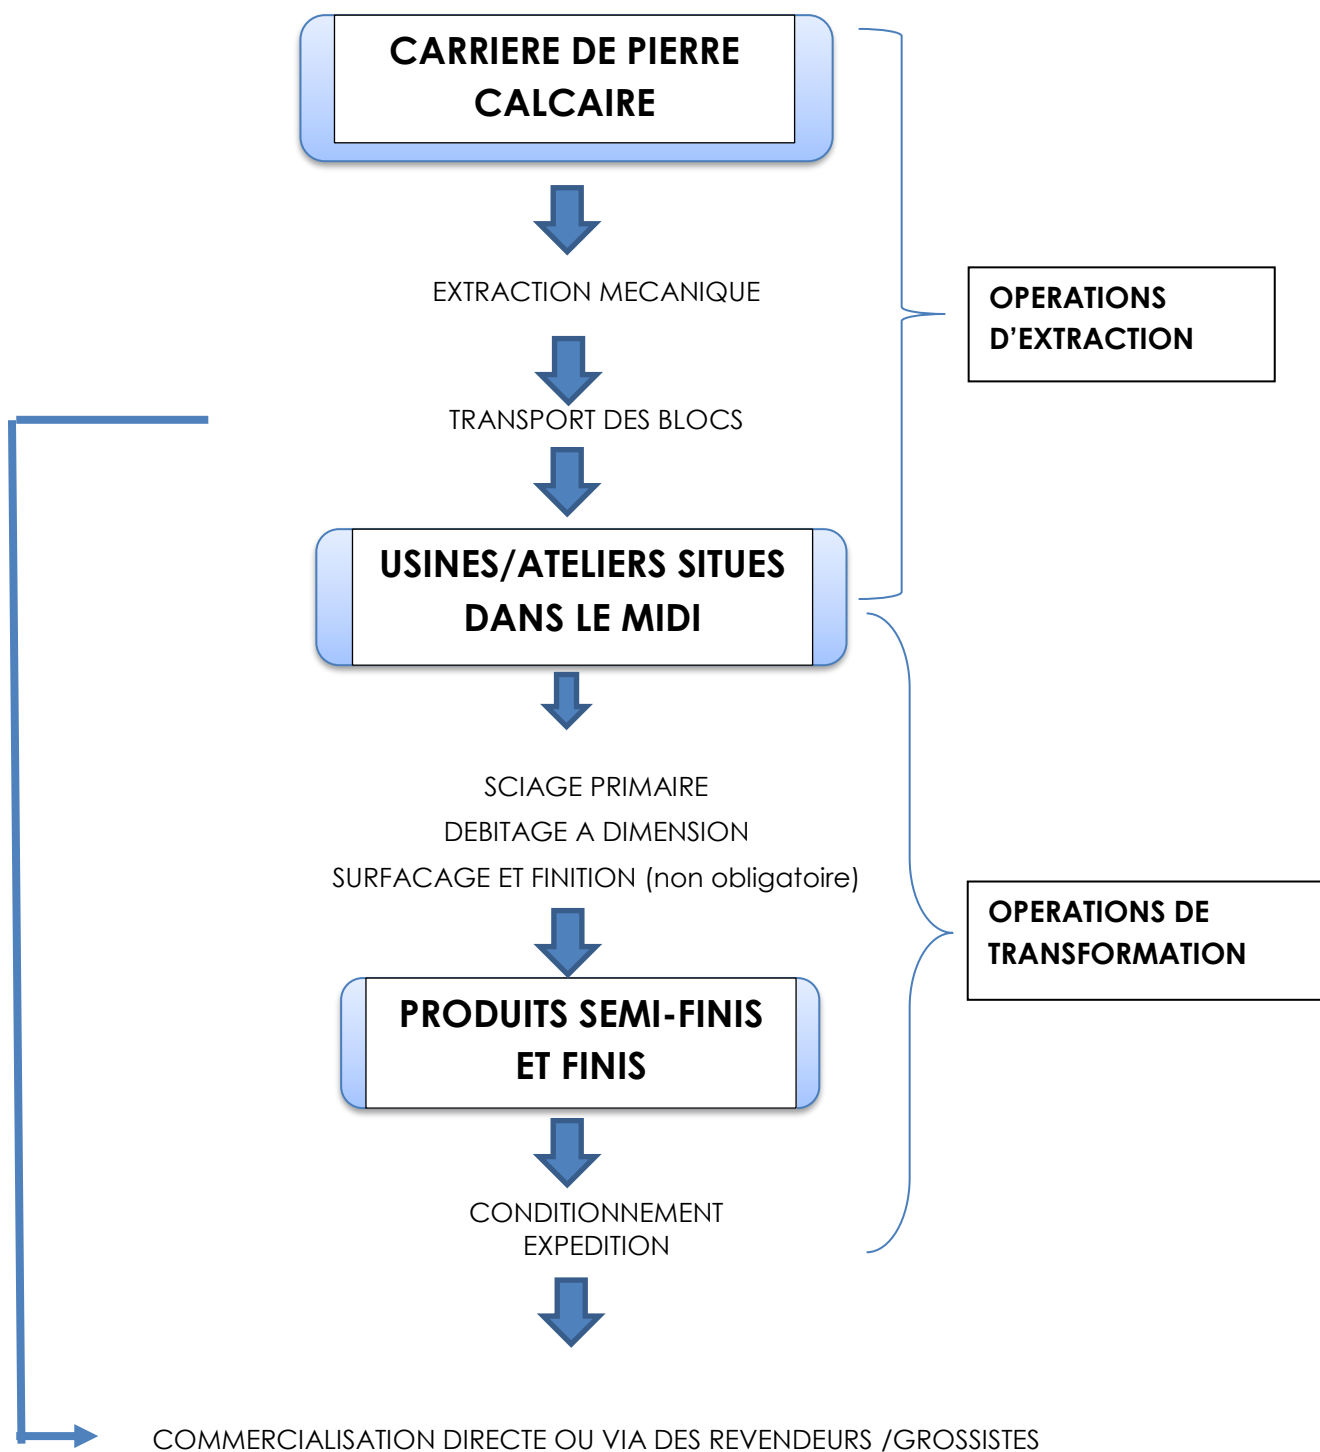 CARRIERE DE PIERRE
CALCAIRE
EXTRACTION MECANIQUE
OPERATIONS
D’EXTRACTION
TRANSPORT DES BLOCS
USINES/ATELIERS SITUES
DANS LE MIDI
SCIAGE PRIMAIRE
DEBITAGE A DIMENSION
SURFACAGE ET FINITION (non obligatoire)
OPERATIONS DE
TRANSFORMATION
PRODUITS SEMI-FINIS
ET FINIS
CONDITIONNEMENT
EXPEDITION
COMMERCIALISATION DIRECTE OU VIA DES REVENDEURS /GROSSISTES